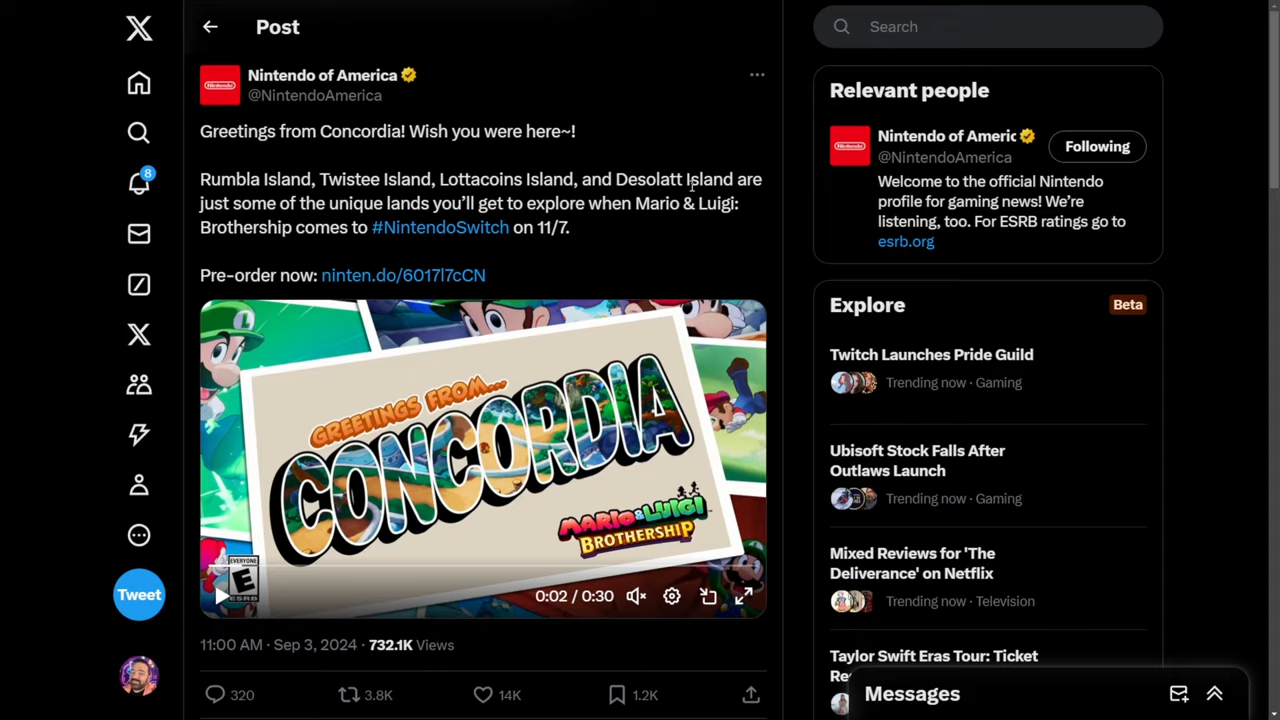 Post
Nintendo of America
@NintendoAmerica
Greetings from Concordia! Wish you were here~!
Rumbla Island, Twistee Island, Lottacoins Island, and Desolatt Island are
just some of the unique lands you'll get to explore when Mario & Luigi:
Brothership comes to #NintendoSwitch on 11/7.
Pre-order now: ninten.do/6017l7cCN
GREETINGS FROM...
CONCORDIA
MARIO & LUIGI
BROTHERSHIP
EVERYONE
E
ESRB
0:02 / 0:30
11:00 AM · Sep 3, 2024 · 732.1K Views
320
3.8K
14K
1.2K
8
Tweet
Search
Relevant people
Nintendo of Americ
@NintendoAmerica
Following
Welcome to the official Nintendo
profile for gaming news! We're
listening, too. For ESRB ratings go to
esrb.org
Explore
Beta
Twitch Launches Pride Guild
Trending now · Gaming
Ubisoft Stock Falls After
Outlaws Launch
Trending now · Gaming
Mixed Reviews for 'The
Deliverance' on Netflix
Trending now · Television
Taylor Swift Eras Tour: Ticket
Re
Messages